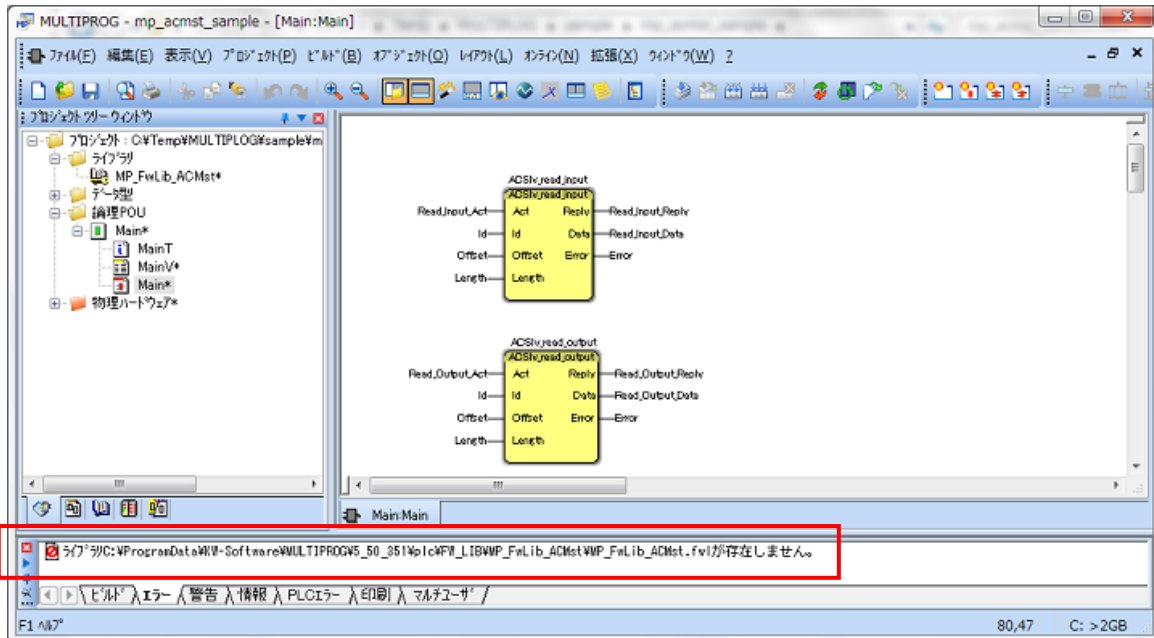 MULTIPROG - mp_acmst_sample - [Main:Main]
ファイル(F) 編集(E) 表示(V) プロジェクト(P) ビルド(B) オブジェクト(O) レイアウト(L) オンライン(N) 拡張(X) ウィンドウ(W) ?
プロジェクト ツリー ウィンドウ
プロジェクト : C:¥Temp¥MULTIPLOG¥sample¥m
ライブラリ
MP_FwLib_ACMst*
データ型
論理POU
Main*
MainT
MainV*
Main*
物理ハードウェア*
ACSlv_read_input
ACSlv_read_input
Read_Input_Act Act Reply Read_Input_Reply
Id Id Data Read_Input_Data
Offset Offset Error Error
Length Length
ACSlv_read_output
ACSlv_read_output
Read_Output_Act Act Reply Read_Output_Reply
Id Id Data Read_Output_Data
Offset Offset Error Error
Length Length
Main:Main
ライブラリC:¥ProgramData¥KW-Software¥MULTIPROG¥5_50_351¥plc¥FW_LIB¥MP_FwLib_ACMst¥MP_FwLib_ACMst.fwlが存在しません。
ビルド エラー 警告 情報 PLCエラー 印刷 マルチユーザ
F1 ヘルプ 80,47 C: >2GB